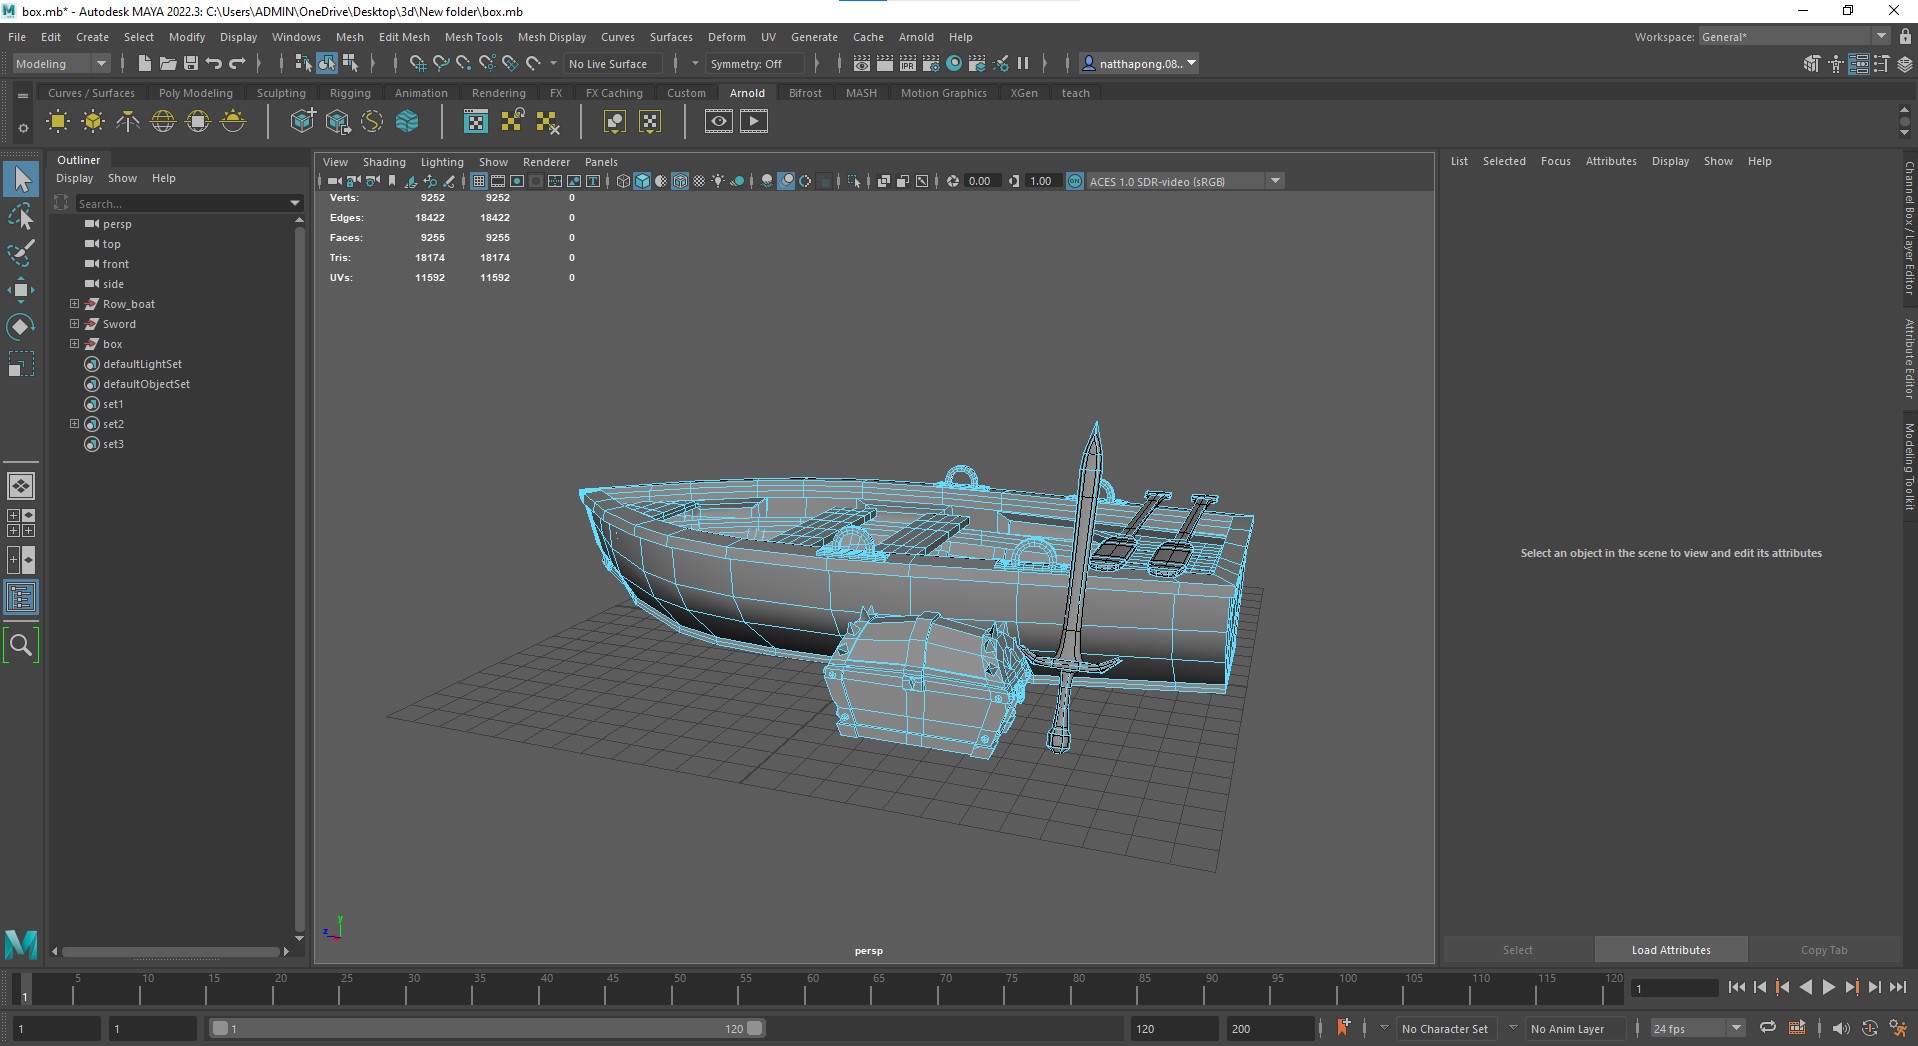 box.mb* - Autodesk MAYA 2022.3: C:\Users\ADMIN\OneDrive\Desktop\3d\New folder\box.mb
File Edit Create Select Modify Display Windows Mesh Edit Mesh Mesh Tools Mesh Display Curves Surfaces Deform UV Generate Cache Arnold Help Workspace: General*
Modeling No Live Surface Symmetry: Off IPR natthapong.08...
Curves / Surfaces Poly Modeling Sculpting Rigging Animation Rendering FX FX Caching Custom Arnold Bifrost MASH Motion Graphics XGen teach
Outliner
Display Show Help
Search...
persp
top
front
side
Row_boat
Sword
box
defaultLightSet
defaultObjectSet
set1
set2
set3
View Shading Lighting Show Renderer Panels
0.00 1.00 ON ACES 1.0 SDR-video (sRGB)
Verts: 9252 9252 0
Edges: 18422 18422 0
Faces: 9255 9255 0
Tris: 18174 18174 0
UVs: 11592 11592 0
y
z
persp
List Selected Focus Attributes Display Show Help
Select an object in the scene to view and edit its attributes
Select Load Attributes Copy Tab
Channel Box / Layer Editor
Attribute Editor
Modeling Toolkit
5 10 15 20 25 30 35 40 45 50 55 60 65 70 75 80 85 90 95 100 105 110 115 120
1 1
1 1 1 120 120 200 No Character Set No Anim Layer 24 fps